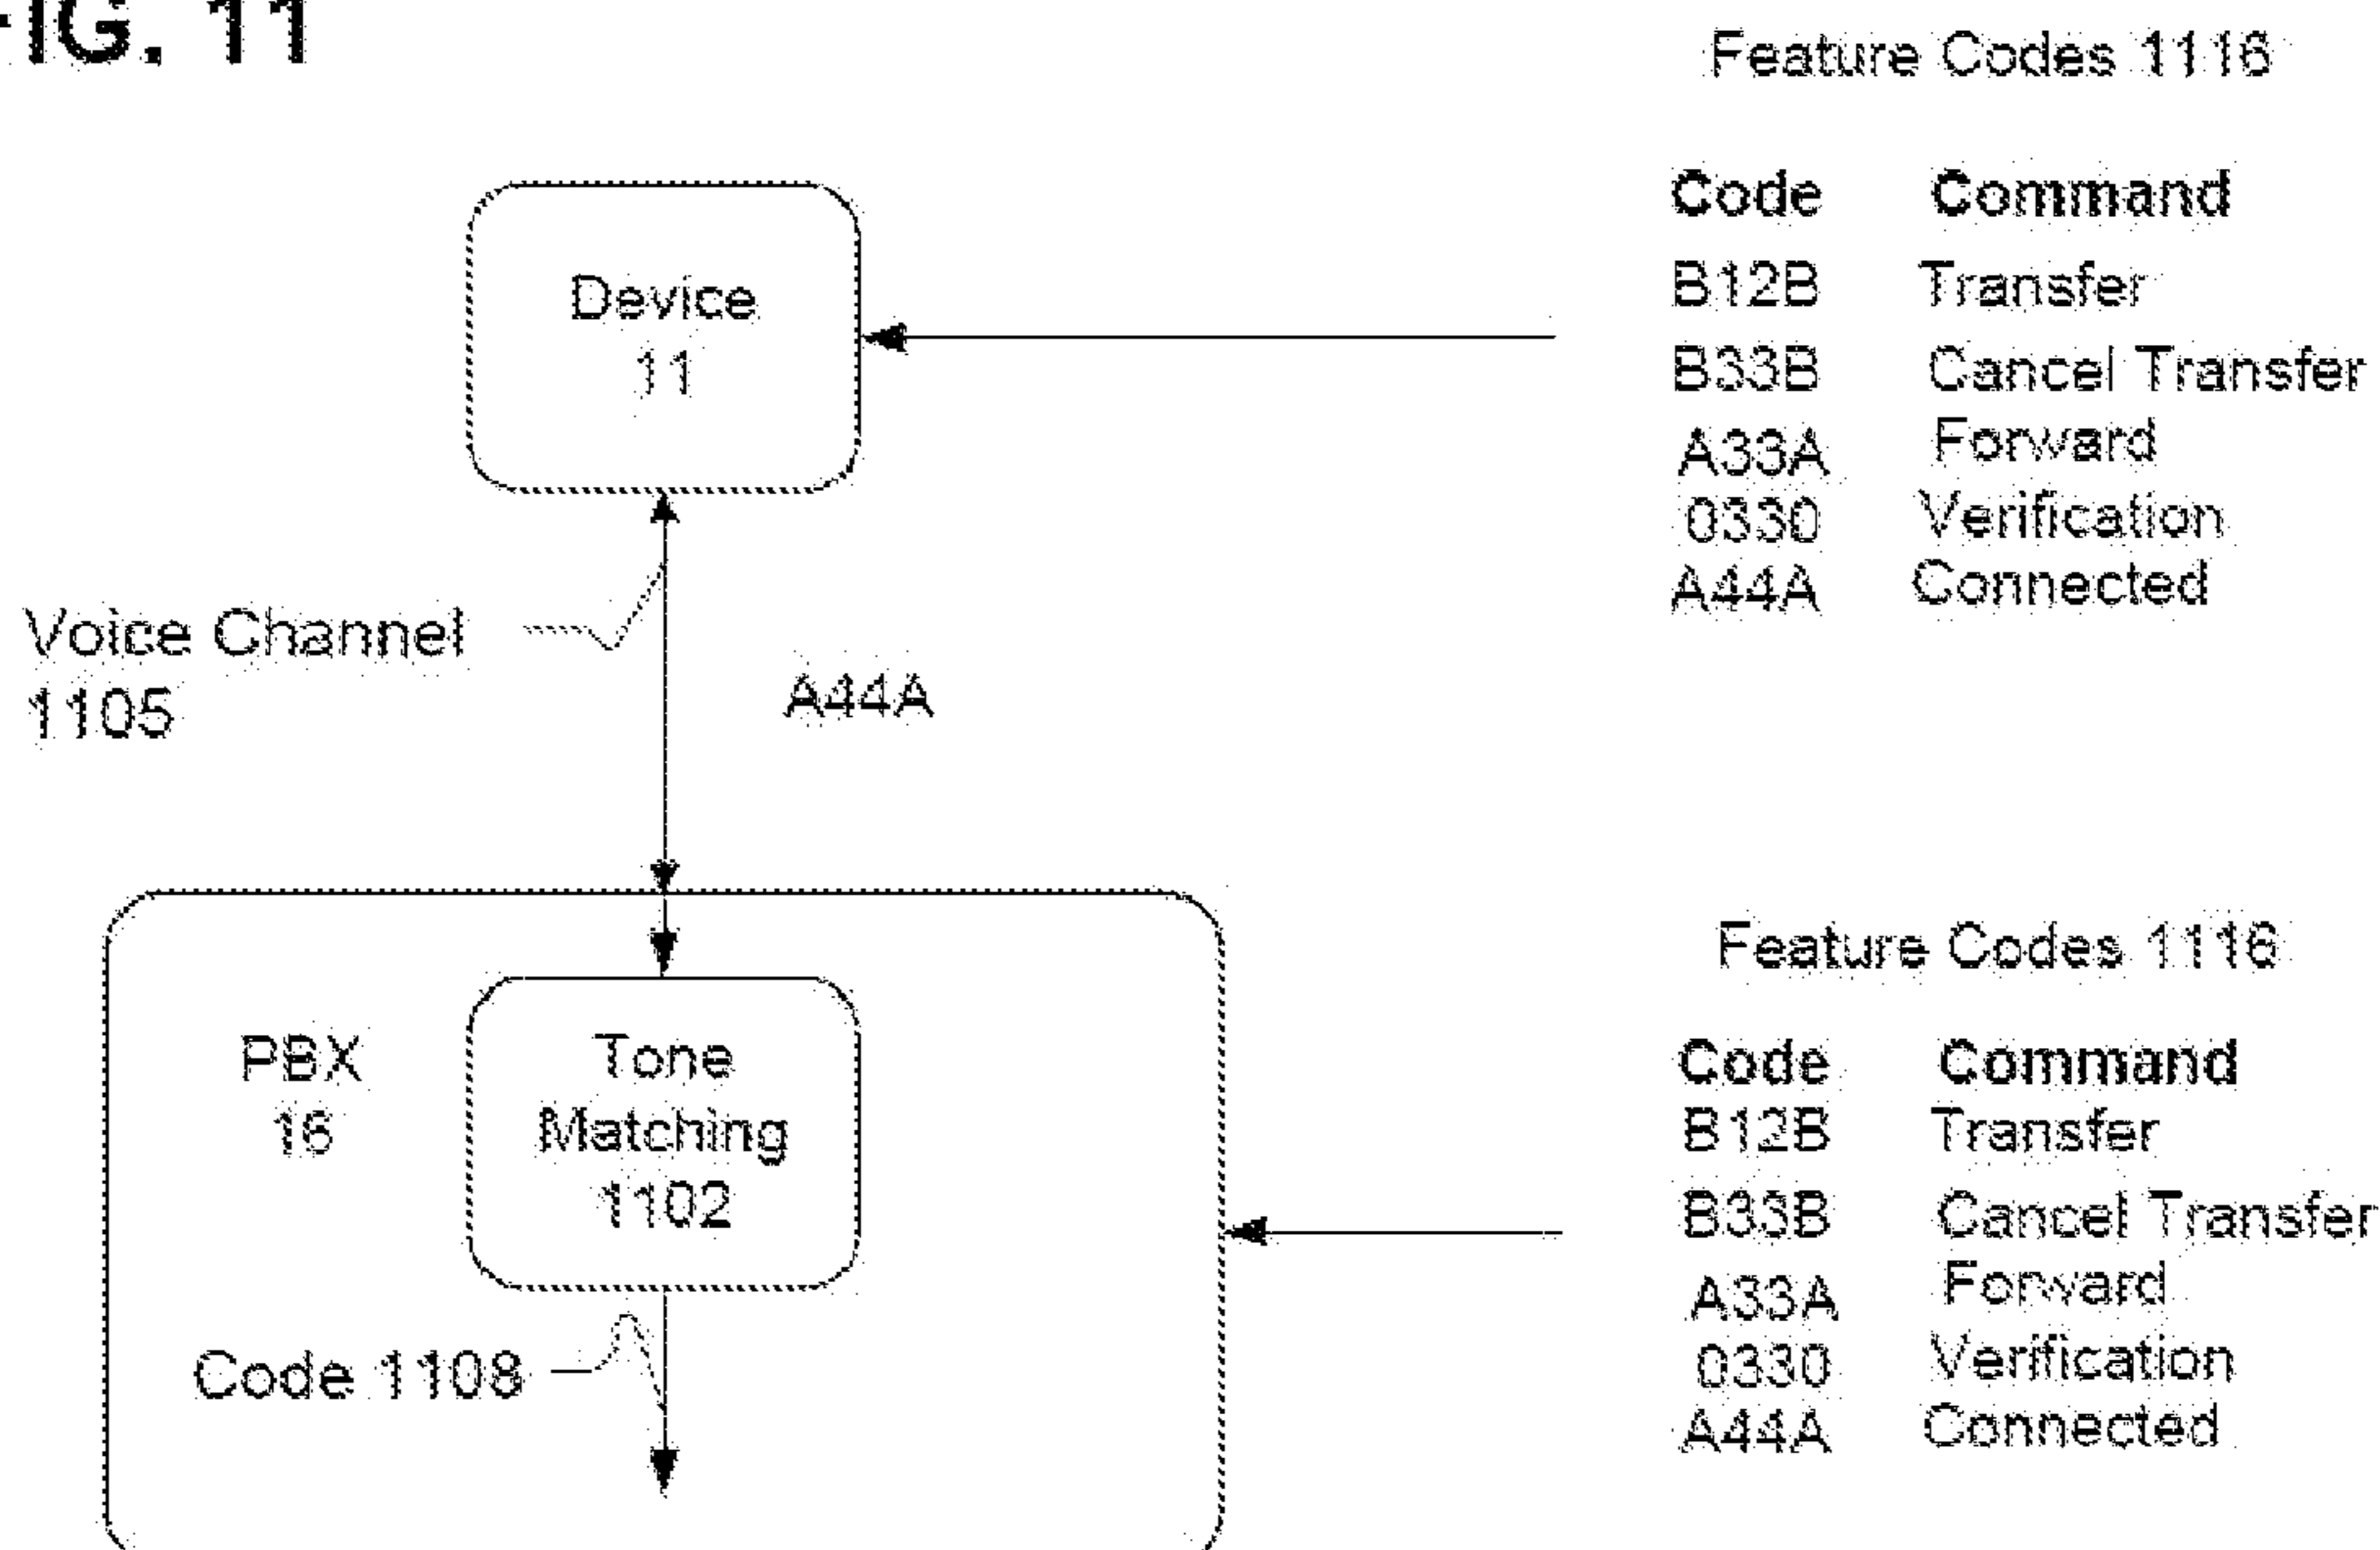 FIG. 11
Feature Codes 1116
Code Command
B12B Transfer
B33B Cancel Transfer
A33A Forward
0330 Verification
A44A Connected
Device
11
Voice Channel
1105
A44A
Feature Codes 1116
Code Command
B12B Transfer
B33B Cancel Transfer
A33A Forward
0330 Verification
A44A Connected
PBX
16
Tone
Matching
1102
Code 1108